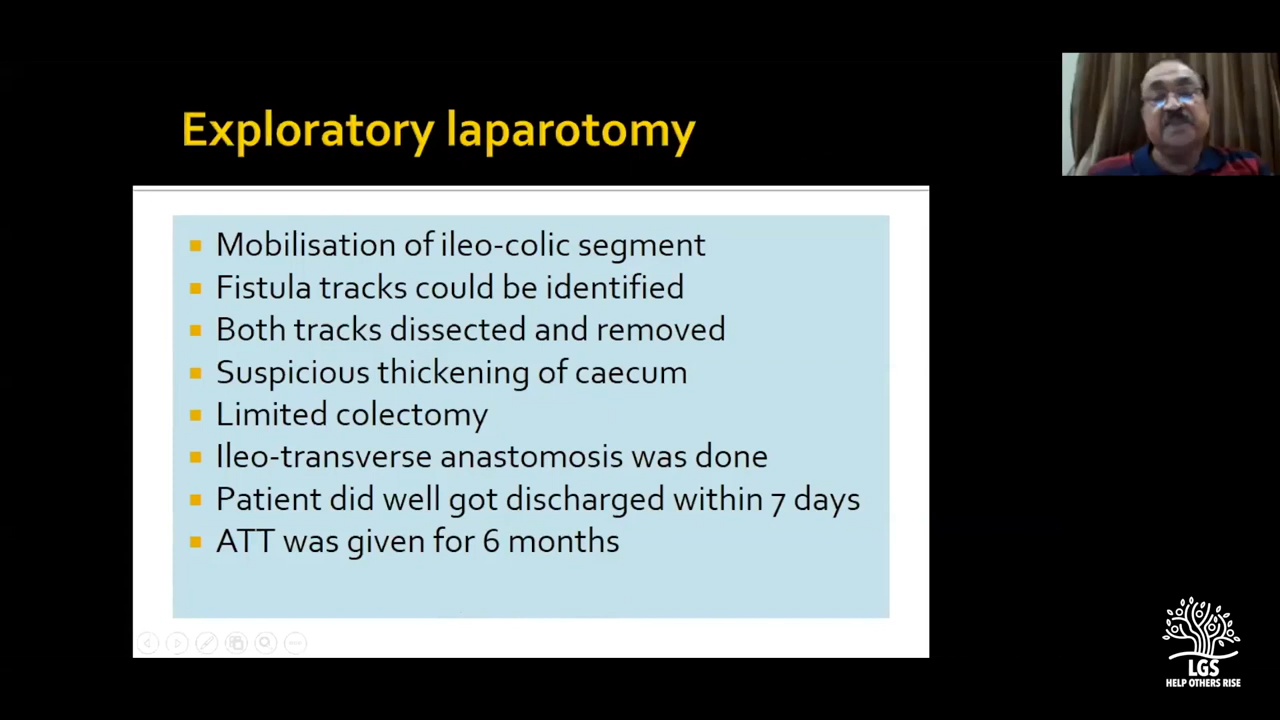 Exploratory laparotomy
Mobilisation of ileo-colic segment
Fistula tracks could be identified
Both tracks dissected and removed
Suspicious thickening of caecum
Limited colectomy
Ileo-transverse anastomosis was done
Patient did well got discharged within 7 days
ATT was given for 6 months
LGS
HELP OTHERS RISE